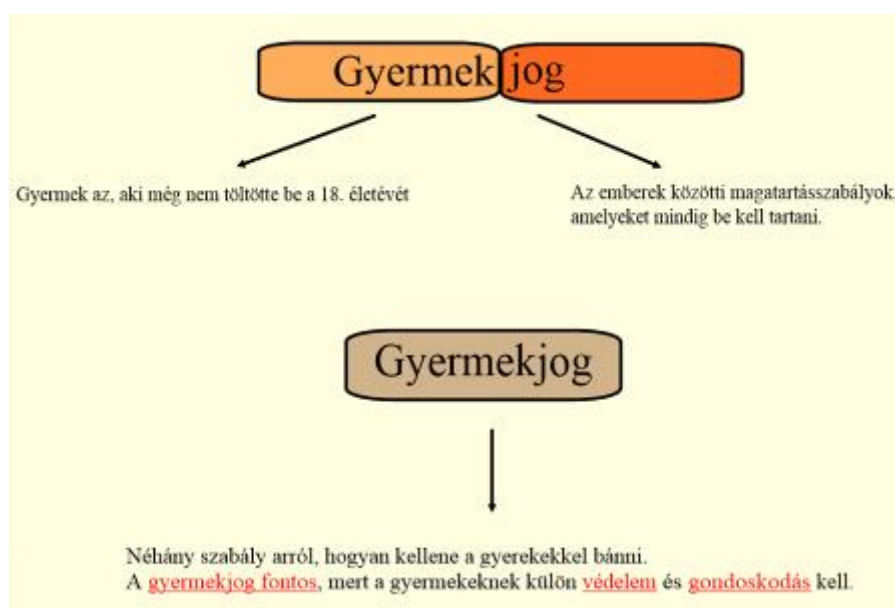 Gyermek jog
Gyermek az, aki még nem töltötte be a 18. életévét
Az emberek közötti magatartásszabályok,
amelyeket mindig be kell tartani.
Gyermekjog
Néhány szabály arról, hogyan kellene a gyerekekkel bánni.
A gyermekjog fontos, mert a gyermekeknek külön védelem és gondoskodás kell.